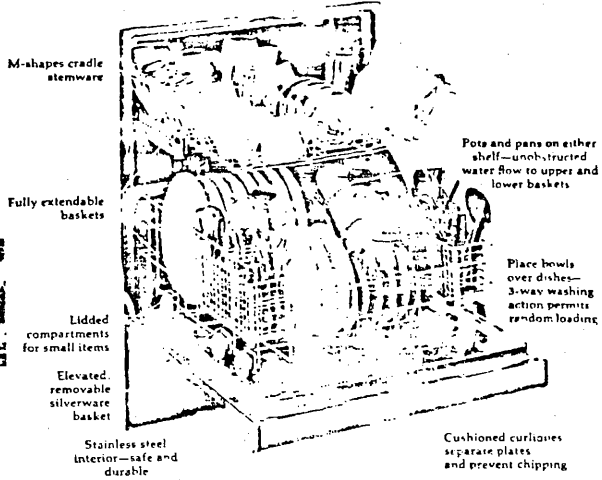 M-shapes cradle
stemware
Fully extendable
baskets
Lidded
compartments
for small items
Elevated,
removable
silverware
basket
Stainless steel
interior—safe and
durable
Pots and pans on either
shelf—unobstructed
water flow to upper and
lower baskets
Place bowls
over dishes—
3-way washing
action permits
random loading
Cushioned curlicues
separate plates
and prevent chipping